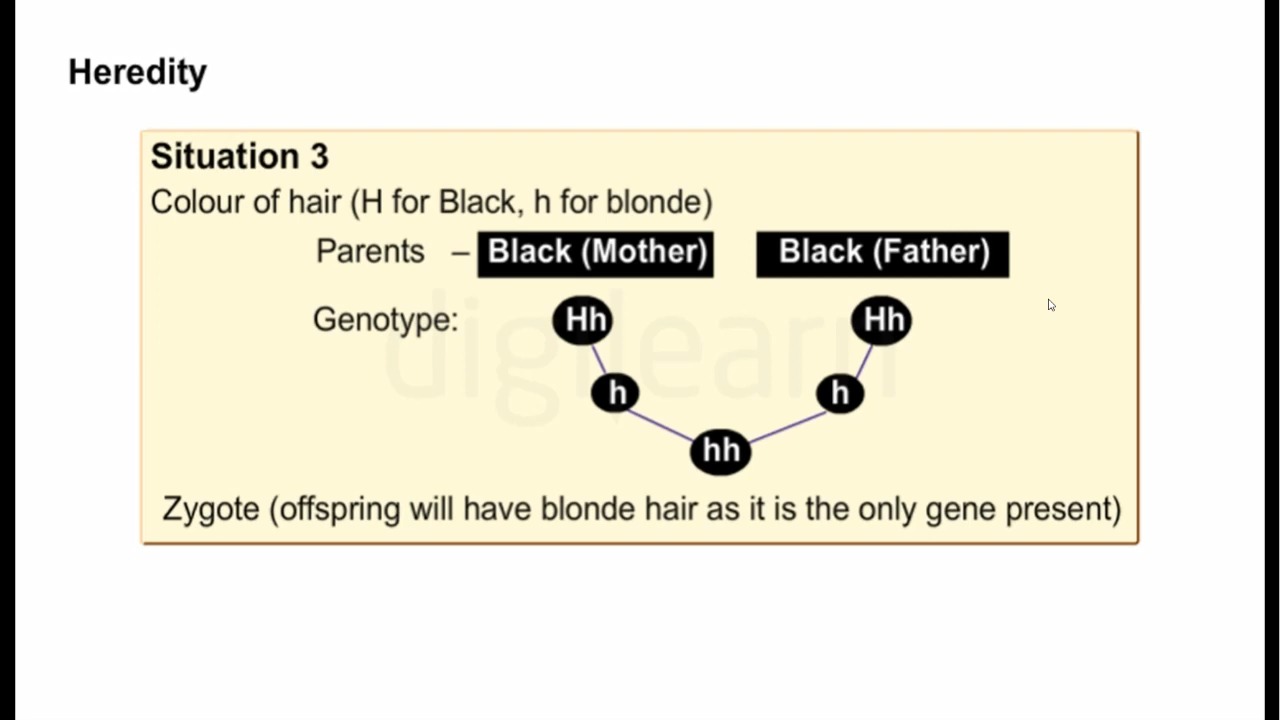 Heredity
Situation 3
Colour of hair (H for Black, h for blonde)
Parents – Black (Mother) Black (Father)
Genotype: Hh Hh
h h
hh
Zygote (offspring will have blonde hair as it is the only gene present)
digilearn